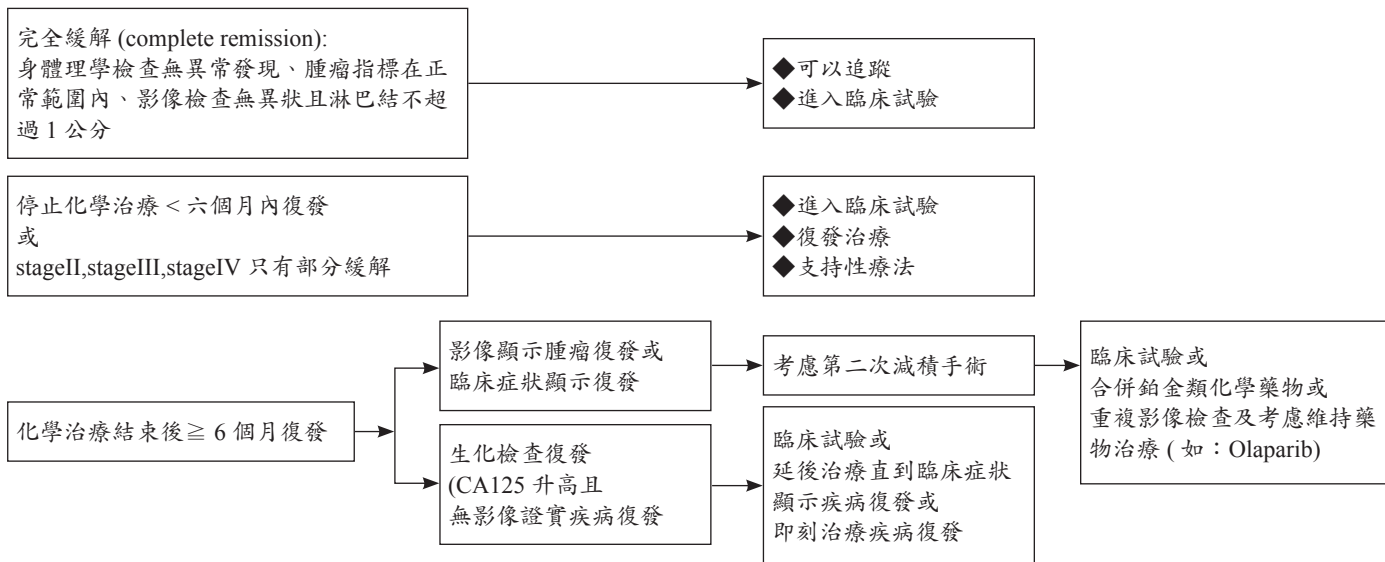 完全緩解 (complete remission):
身體理學檢查無異常發現、腫瘤指標在正
常範圍內、影像檢查無異狀且淋巴結不超
過 1 公分
◆可以追蹤
◆進入臨床試驗
停止化學治療 < 六個月內復發
或
stageII,stageIII,stageIV 只有部分緩解
◆進入臨床試驗
◆復發治療
◆支持性療法
化學治療結束後≧ 6 個月復發
影像顯示腫瘤復發或
臨床症狀顯示復發
考慮第二次減積手術
臨床試驗或
合併鉑金類化學藥物或
重複影像檢查及考慮維持藥
物治療 ( 如：Olaparib)
生化檢查復發
(CA125 升高且
無影像證實疾病復發
臨床試驗或
延後治療直到臨床症狀
顯示疾病復發或
即刻治療疾病復發